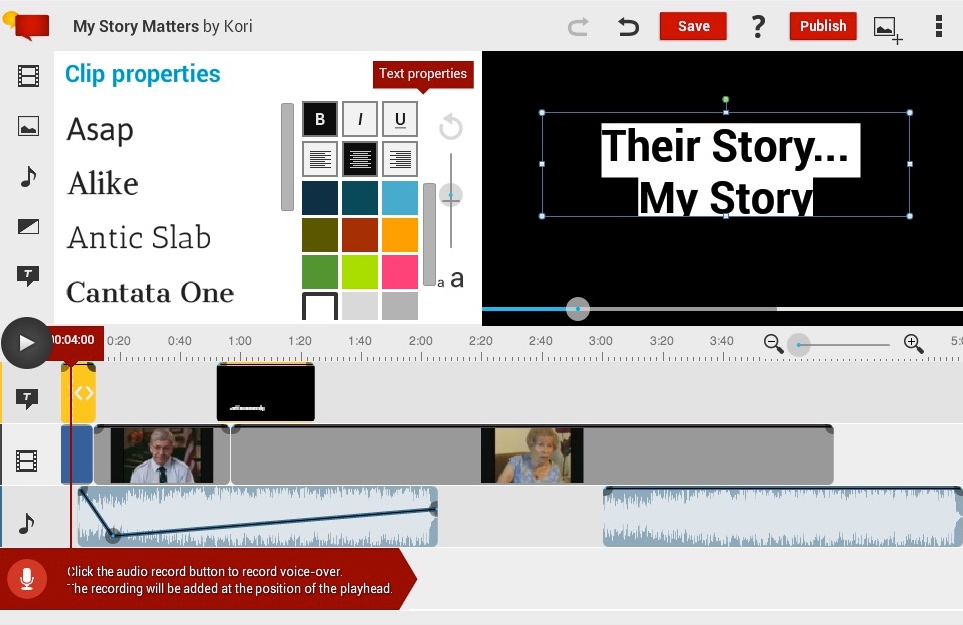 My Story Matters by Kori
Save
?
Publish
Clip properties
Text properties
Asap
Alike
Antic Slab
Cantata One
B I U
a a
Their Story...
My Story
0:04:00
0:20 0:40 1:00 1:20 1:40 2:00 2:20 2:40 3:00 3:20 3:40 5:0
T
T
Click the audio record button to record voice-over.
The recording will be added at the position of the playhead.